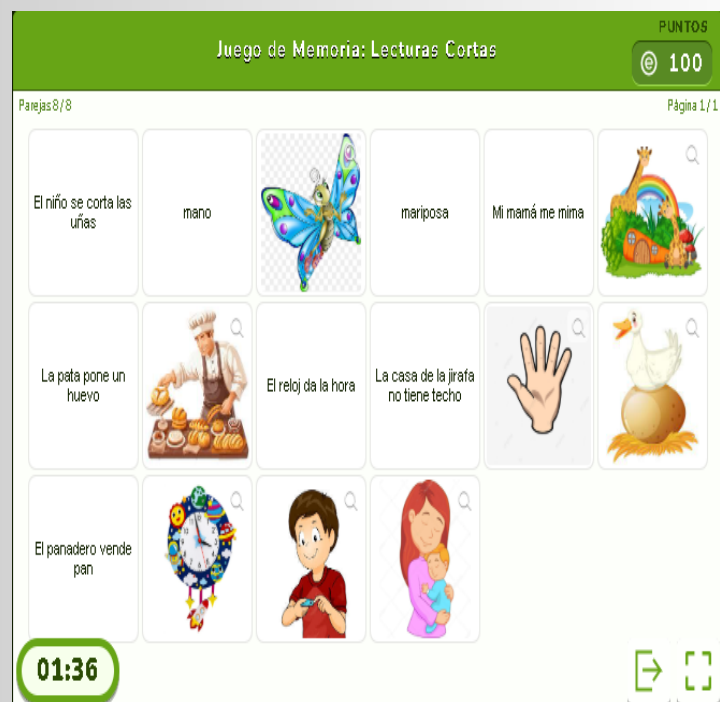 PUNTOS
Juego de Memoria: Lecturas Cortas
100
Parejas 8/8
Página 1/1
El niño se corta las
uñas
mano
mariposa
Mi mamá me mima
La pata pone un
huevo
El reloj da la hora
La casa de la jirafa
no tiene techo
El panadero vende
pan
01:36